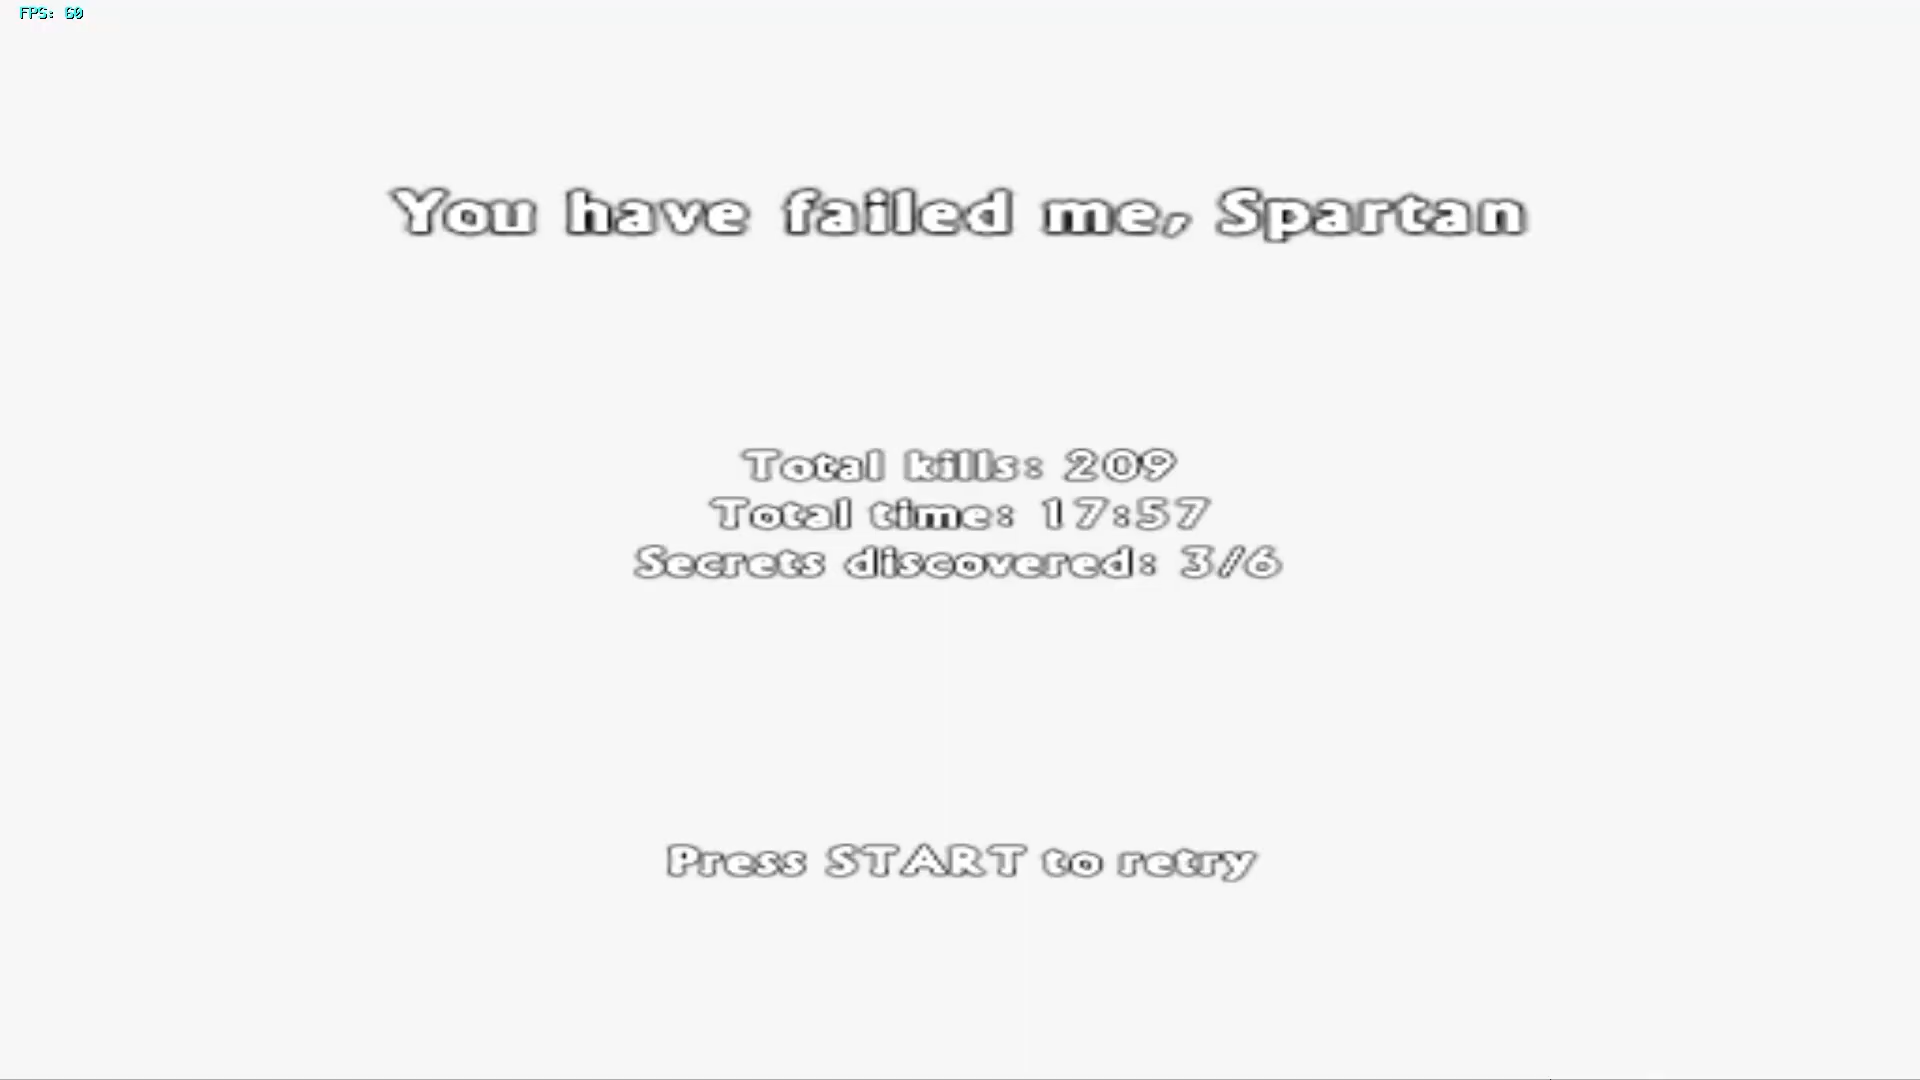 FPS: 60
You have failed me, Spartan
Total kills: 209
Total time: 17:57
Secrets discovered: 3/6
Press START to retry